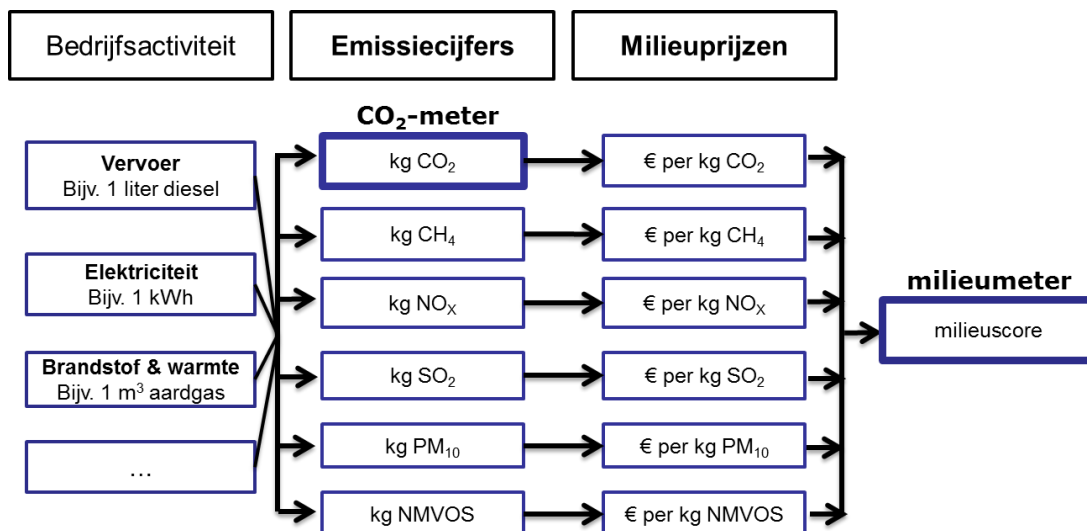 Bedrijfsactiviteit
Emissiecijfers
Milieuprijzen
CO₂-meter
Vervoer
Bijv. 1 liter diesel
Elektriciteit
Bijv. 1 kWh
Brandstof & warmte
Bijv. 1 m³ aardgas
…
kg CO₂
kg CH₄
kg NOₓ
kg SO₂
kg PM₁₀
kg NMVOS
€ per kg CO₂
€ per kg CH₄
€ per kg NOₓ
€ per kg SO₂
€ per kg PM₁₀
€ per kg NMVOS
milieumeter
milieuscore